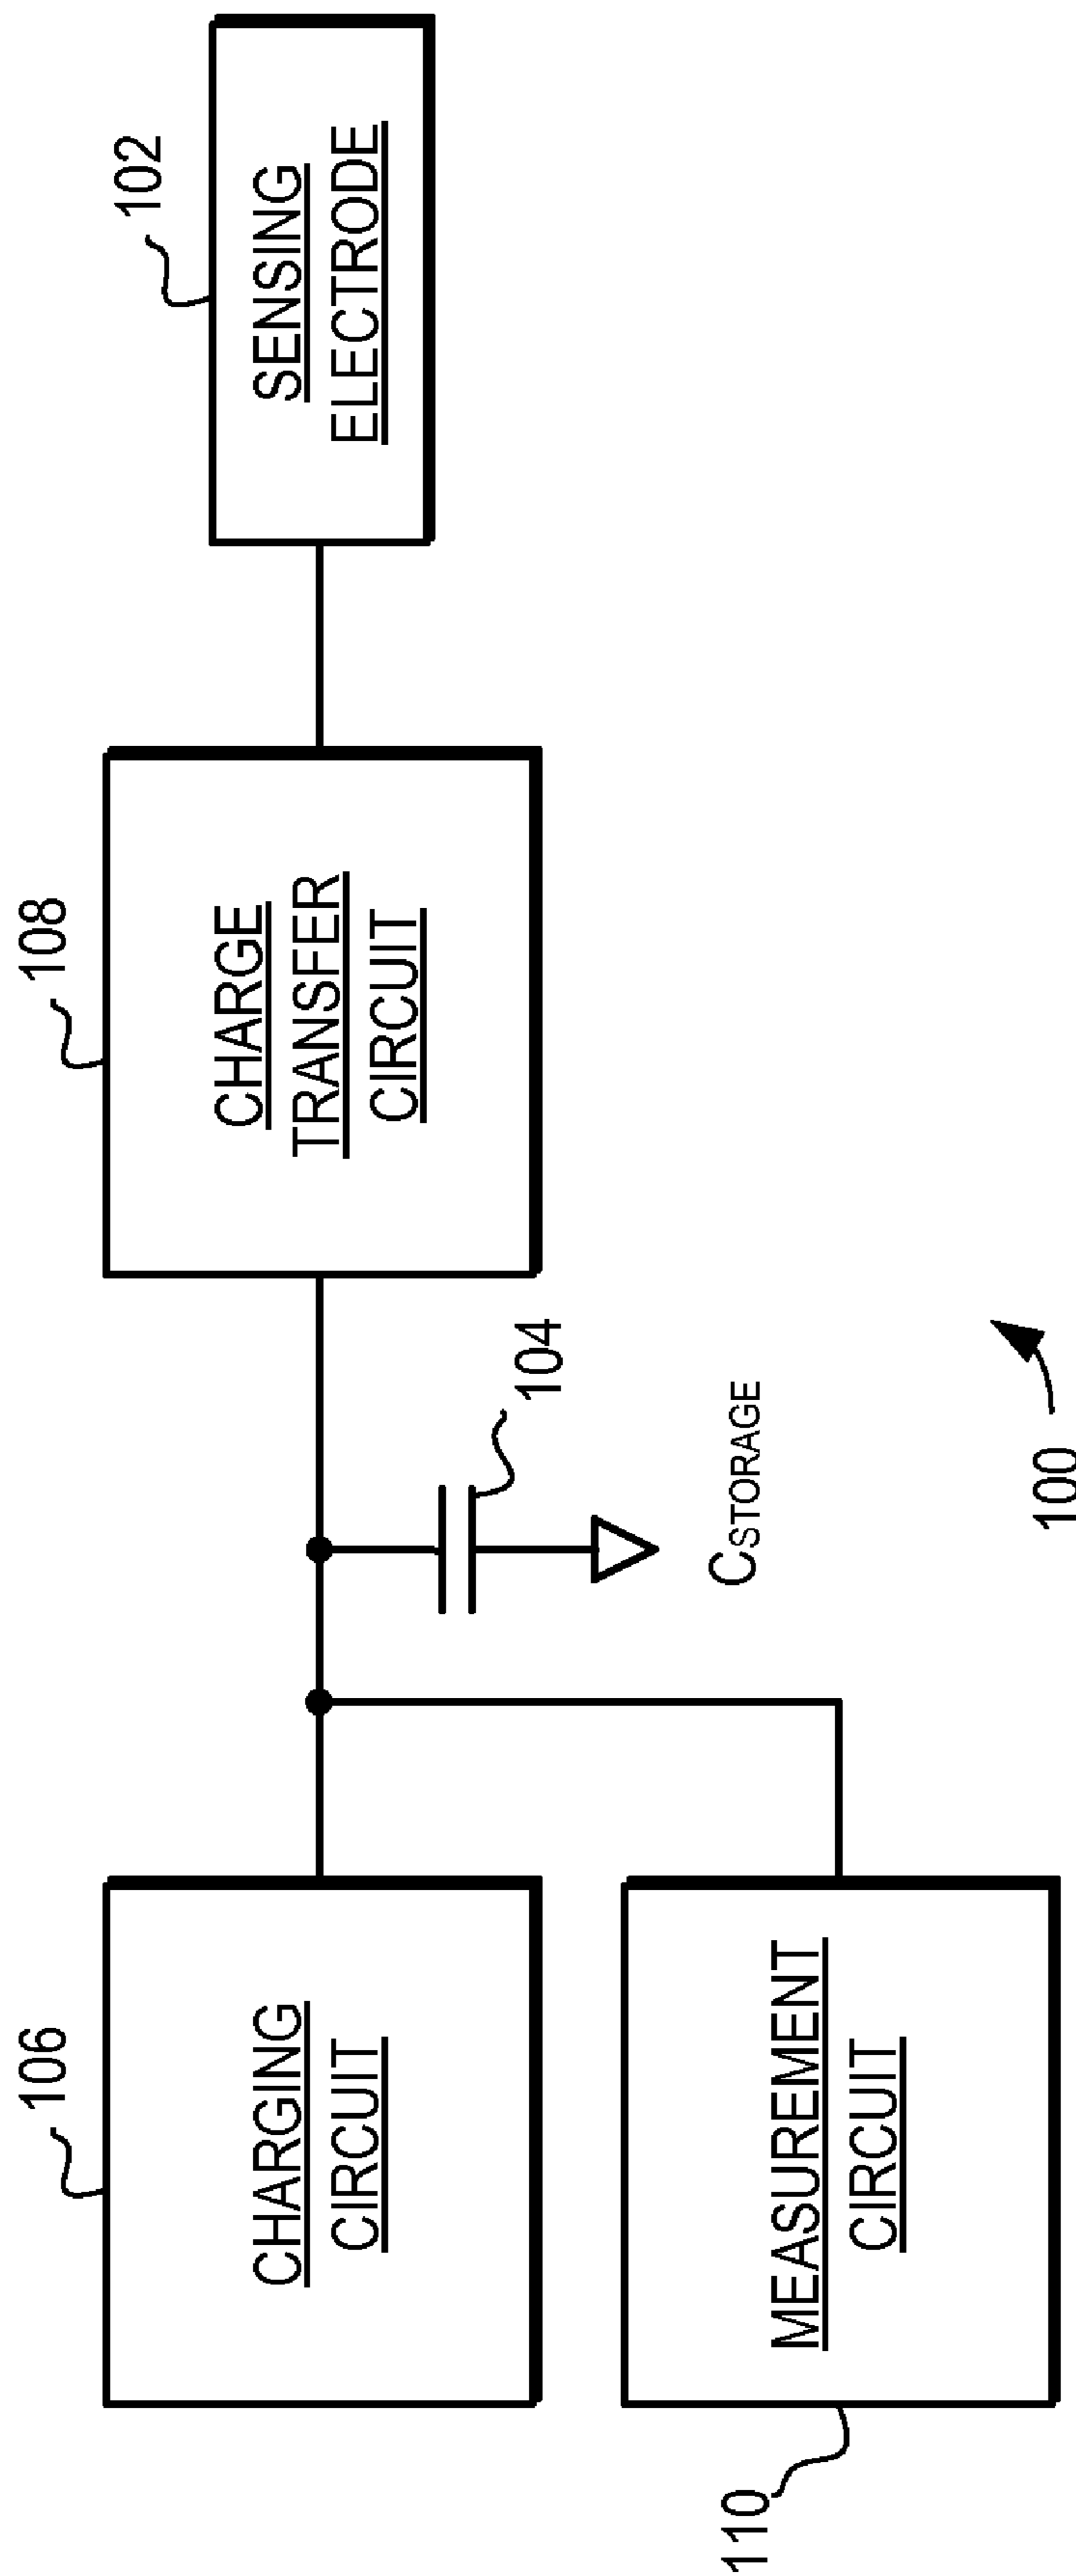 106
CHARGING
CIRCUIT
108
CHARGE
TRANSFER
CIRCUIT
102
SENSING
ELECTRODE
104
CSTORAGE
110
MEASUREMENT
CIRCUIT
100